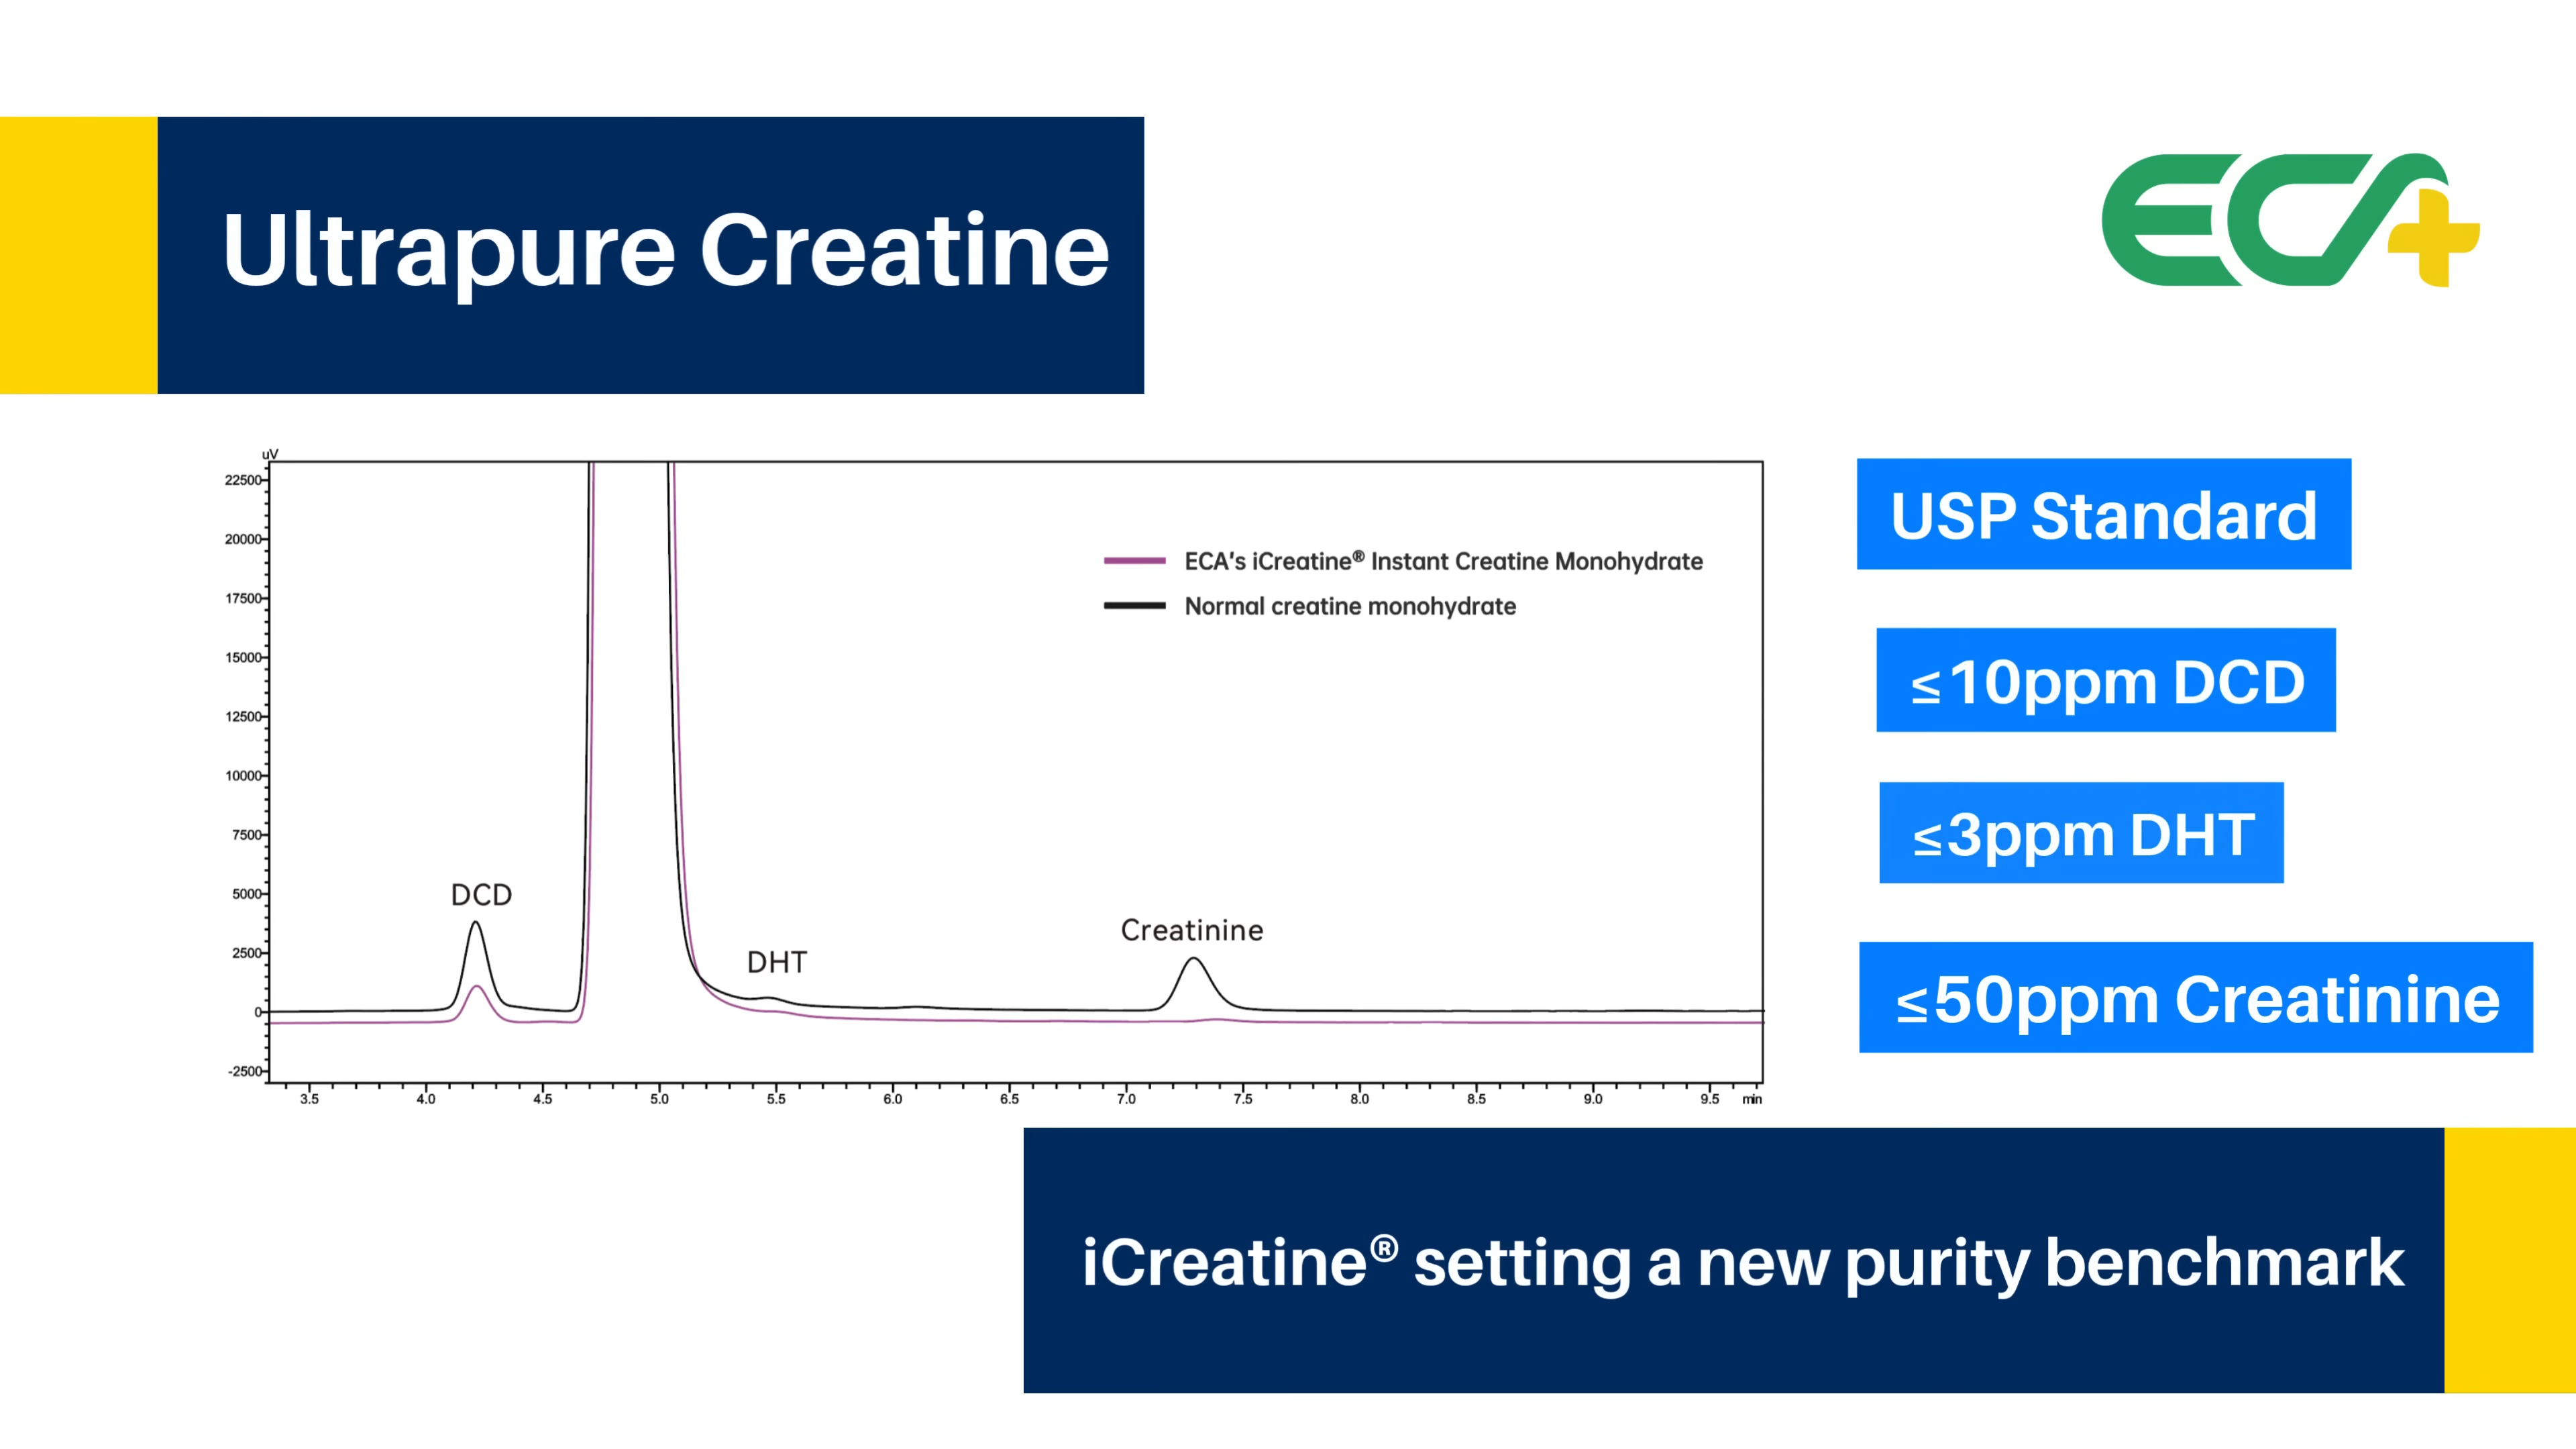 Ultrapure Creatine
ECA+
uV
22500
20000
17500
15000
12500
10000
7500
5000
2500
0
-2500
ECA's iCreatine® Instant Creatine Monohydrate
Normal creatine monohydrate
DCD
DHT
Creatinine
3.5 4.0 4.5 5.0 5.5 6.0 6.5 7.0 7.5 8.0 8.5 9.0 9.5 min
USP Standard
≤10ppm DCD
≤3ppm DHT
≤50ppm Creatinine
iCreatine® setting a new purity benchmark